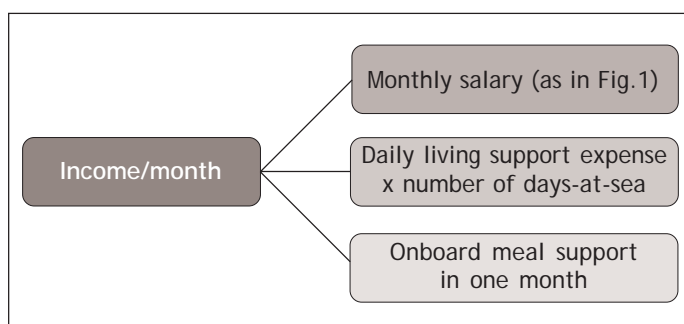 Income/month
Monthly salary (as in Fig.1)
Daily living support expense
x number of days-at-sea
Onboard meal support
in one month